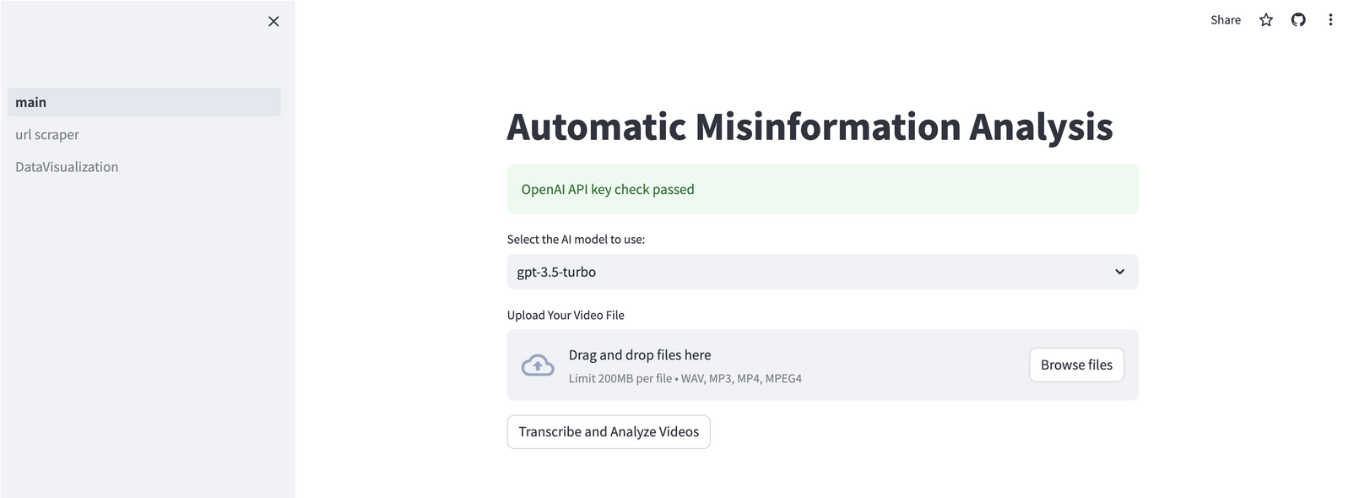 Share
main
url scraper
DataVisualization
Automatic Misinformation Analysis
OpenAI API key check passed
Select the AI model to use:
gpt-3.5-turbo
Upload Your Video File
Drag and drop files here
Limit 200MB per file • WAV, MP3, MP4, MPEG4
Browse files
Transcribe and Analyze Videos